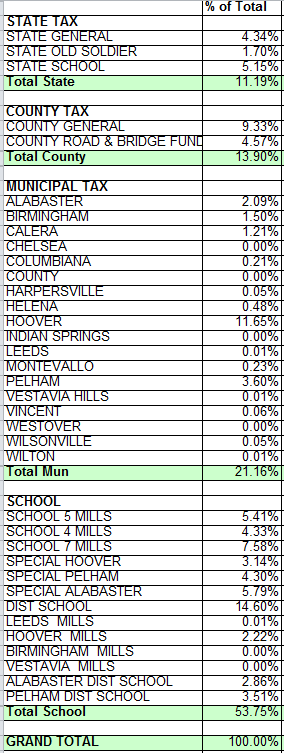 % of Total
STATE TAX
STATE GENERAL 4.34%
STATE OLD SOLDIER 1.70%
STATE SCHOOL 5.15%
Total State 11.19%
COUNTY TAX
COUNTY GENERAL 9.33%
COUNTY ROAD & BRIDGE FUND 4.57%
Total County 13.90%
MUNICIPAL TAX
ALABASTER 2.09%
BIRMINGHAM 1.50%
CALERA 1.21%
CHELSEA 0.00%
COLUMBIANA 0.21%
COUNTY 0.00%
HARPERSVILLE 0.05%
HELENA 0.48%
HOOVER 11.65%
INDIAN SPRINGS 0.00%
LEEDS 0.01%
MONTEVALLO 0.23%
PELHAM 3.60%
VESTAVIA HILLS 0.01%
VINCENT 0.06%
WESTOVER 0.00%
WILSONVILLE 0.05%
WILTON 0.01%
Total Mun 21.16%
SCHOOL
SCHOOL 5 MILLS 5.41%
SCHOOL 4 MILLS 4.33%
SCHOOL 7 MILLS 7.58%
SPECIAL HOOVER 3.14%
SPECIAL PELHAM 4.30%
SPECIAL ALABASTER 5.79%
DIST SCHOOL 14.60%
LEEDS MILLS 0.01%
HOOVER MILLS 2.22%
BIRMINGHAM MILLS 0.00%
VESTAVIA MILLS 0.00%
ALABASTER DIST SCHOOL 2.86%
PELHAM DIST SCHOOL 3.51%
Total School 53.75%
GRAND TOTAL 100.00%